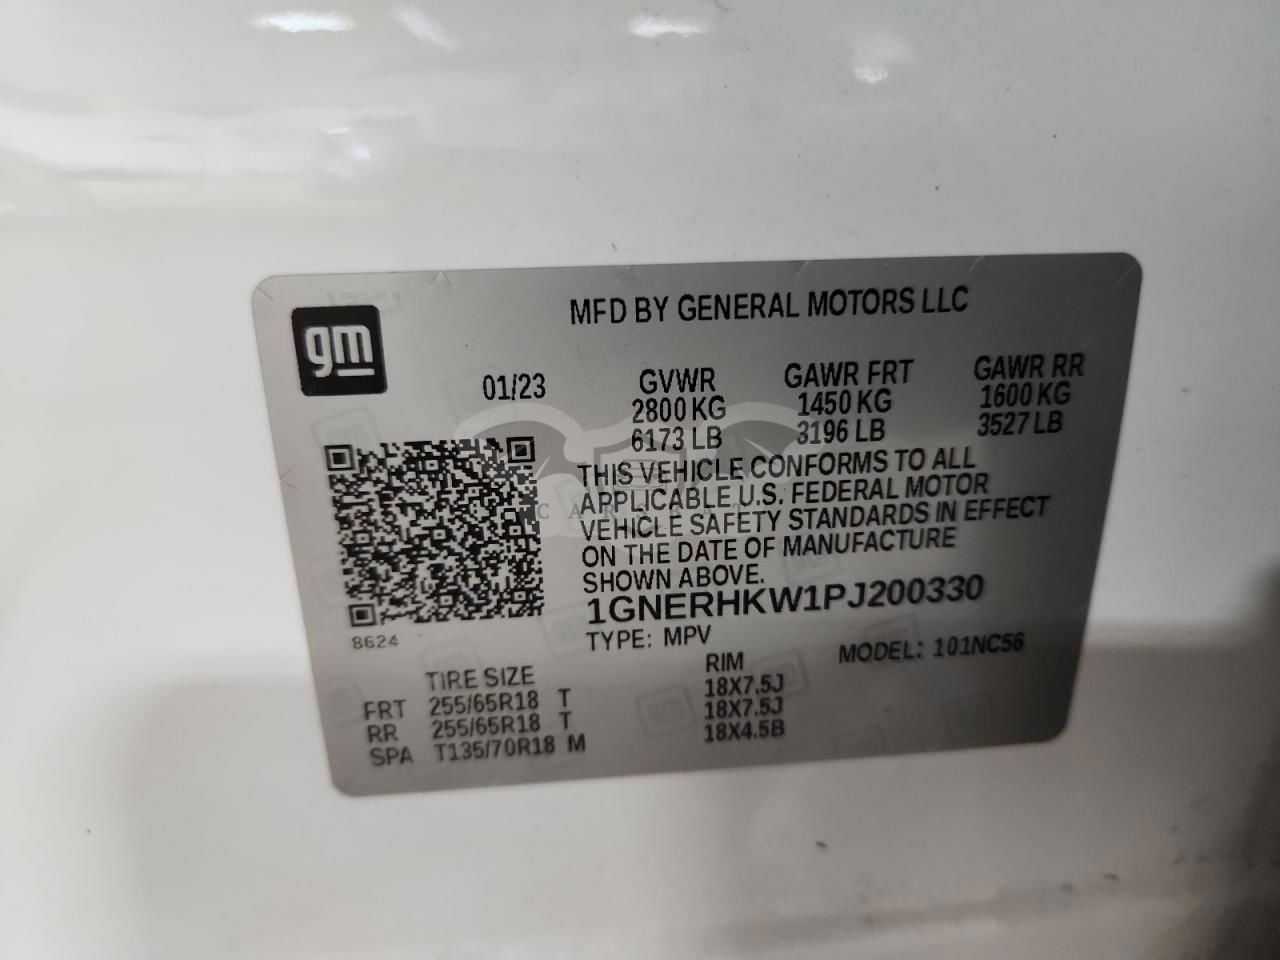 gm
MFD BY GENERAL MOTORS LLC
01/23 GVWR GAWR FRT GAWR RR
2800 KG 1450 KG 1600 KG
6173 LB 3196 LB 3527 LB
THIS VEHICLE CONFORMS TO ALL
APPLICABLE U.S. FEDERAL MOTOR
VEHICLE SAFETY STANDARDS IN EFFECT
ON THE DATE OF MANUFACTURE
SHOWN ABOVE.
1GNERHKW1PJ200330
8624
TYPE: MPV MODEL: 101NC56
TIRE SIZE RIM
FRT 255/65R18 T 18X7.5J
RR 255/65R18 T 18X7.5J
SPA T135/70R18 M 18X4.5B